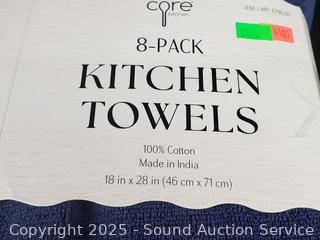 core
kitchen
8-PACK
KITCHEN
TOWELS
100% Cotton
Made in India
18 in x 28 in (46 cm x 71 cm)
Copyright 2025 - Sound Auction Service